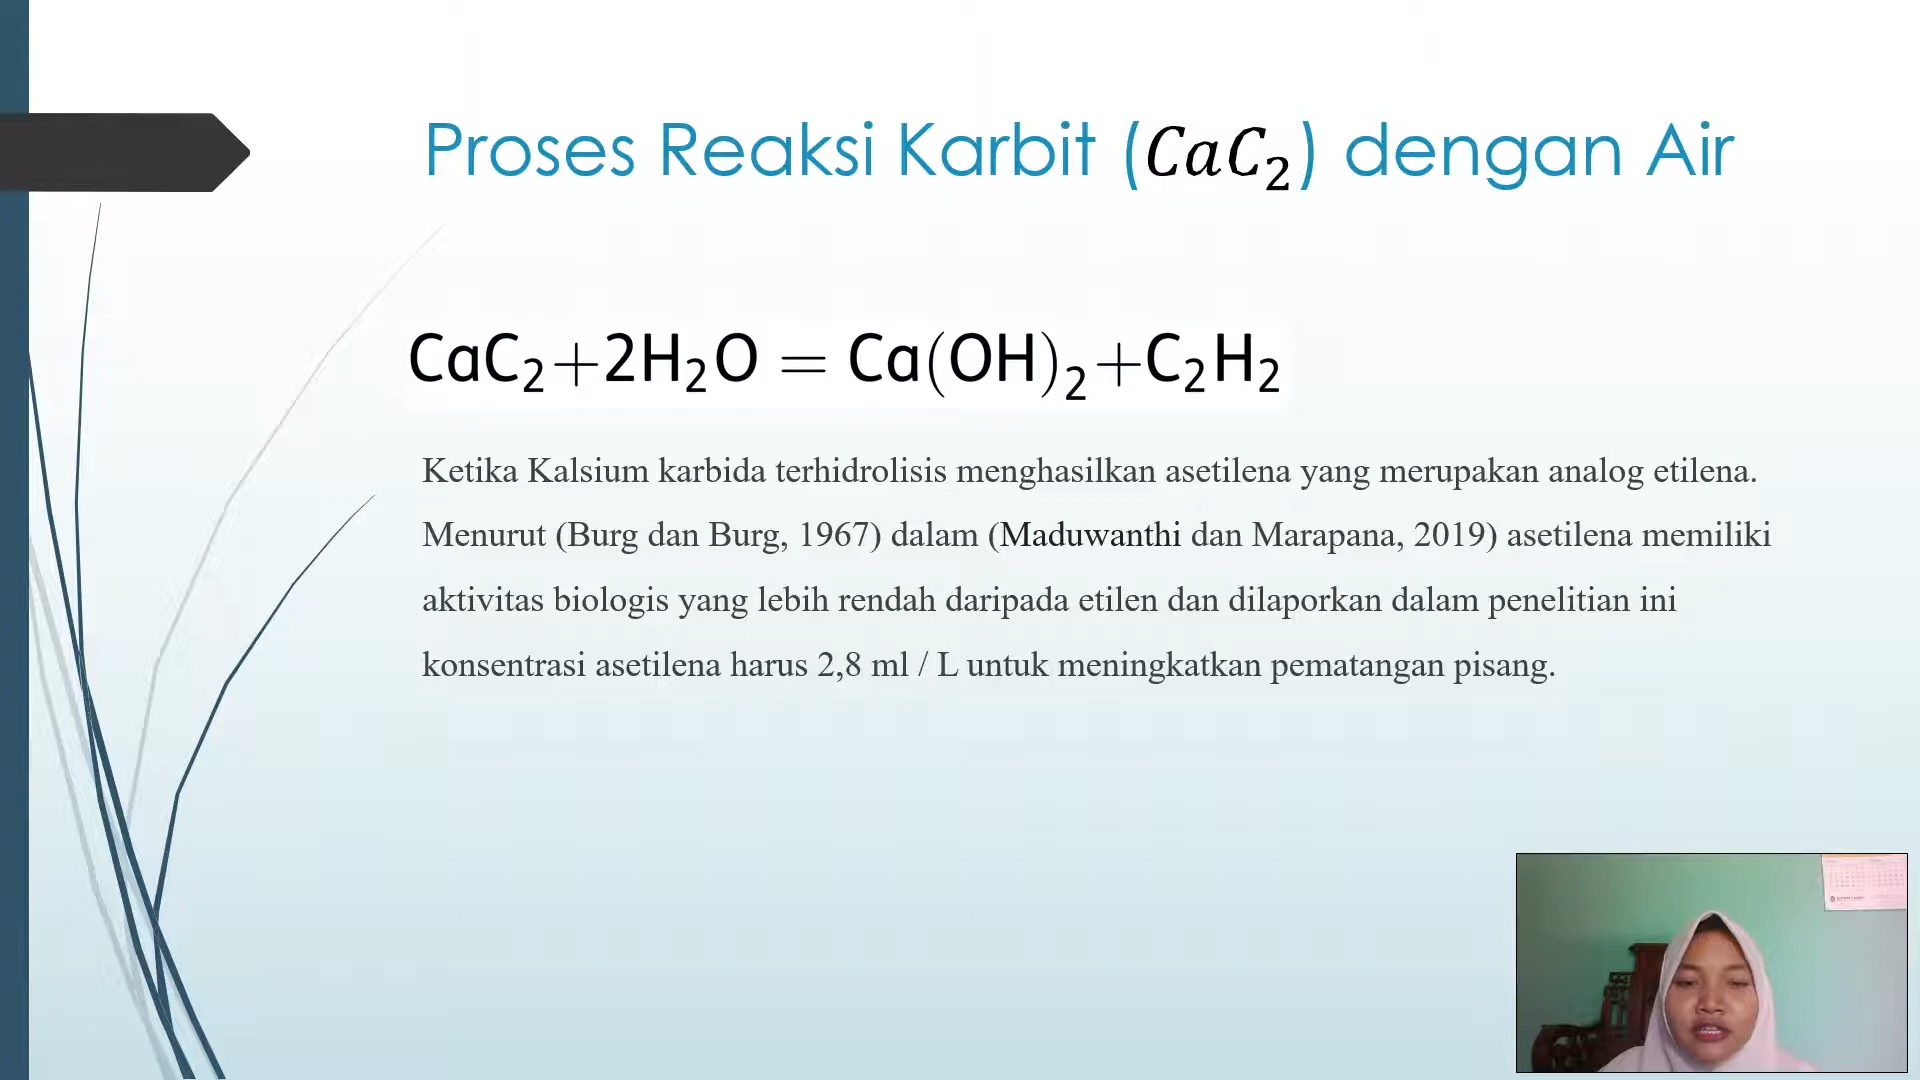 Proses Reaksi Karbit (CaC₂) dengan Air
CaC₂+2H₂O = Ca(OH)₂+C₂H₂
Ketika Kalsium karbida terhidrolisis menghasilkan asetilena yang merupakan analog etilena.
Menurut (Burg dan Burg, 1967) dalam (Maduwanthi dan Marapana, 2019) asetilena memiliki
aktivitas biologis yang lebih rendah daripada etilen dan dilaporkan dalam penelitian ini
konsentrasi asetilena harus 2,8 ml / L untuk meningkatkan pematangan pisang.